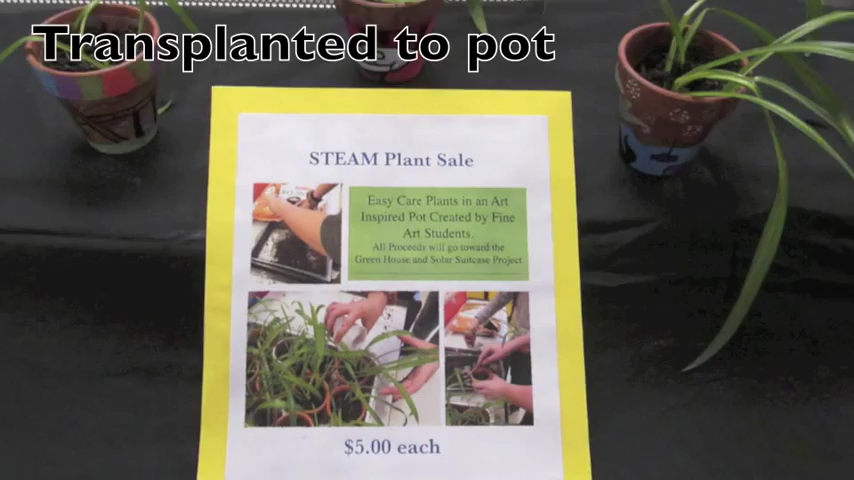 Transplanted to pot
STEAM Plant Sale
Easy Care Plants in an Art
Inspired Pot Created by Fine
Art Students.
All Proceeds will go toward the
Green House and Solar Suitcase Project
$5.00 each